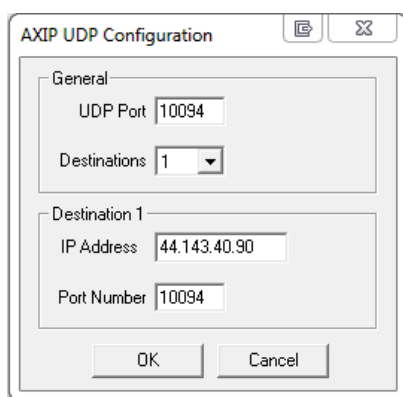 AXIP UDP Configuration
General
UDP Port 10094
Destinations 1
Destination 1
IP Address 44.143.40.90
Port Number 10094
OK Cancel